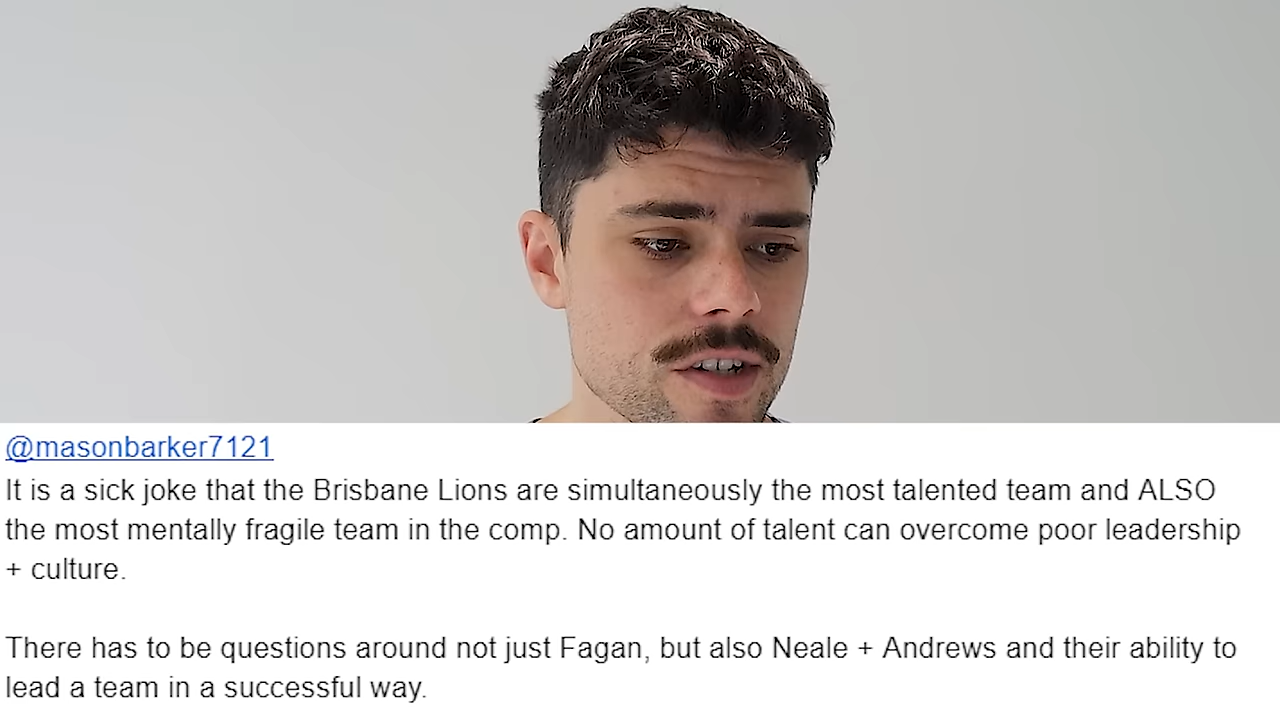 @masonbarker7121
It is a sick joke that the Brisbane Lions are simultaneously the most talented team and ALSO
the most mentally fragile team in the comp. No amount of talent can overcome poor leadership
+ culture.
There has to be questions around not just Fagan, but also Neale + Andrews and their ability to
lead a team in a successful way.